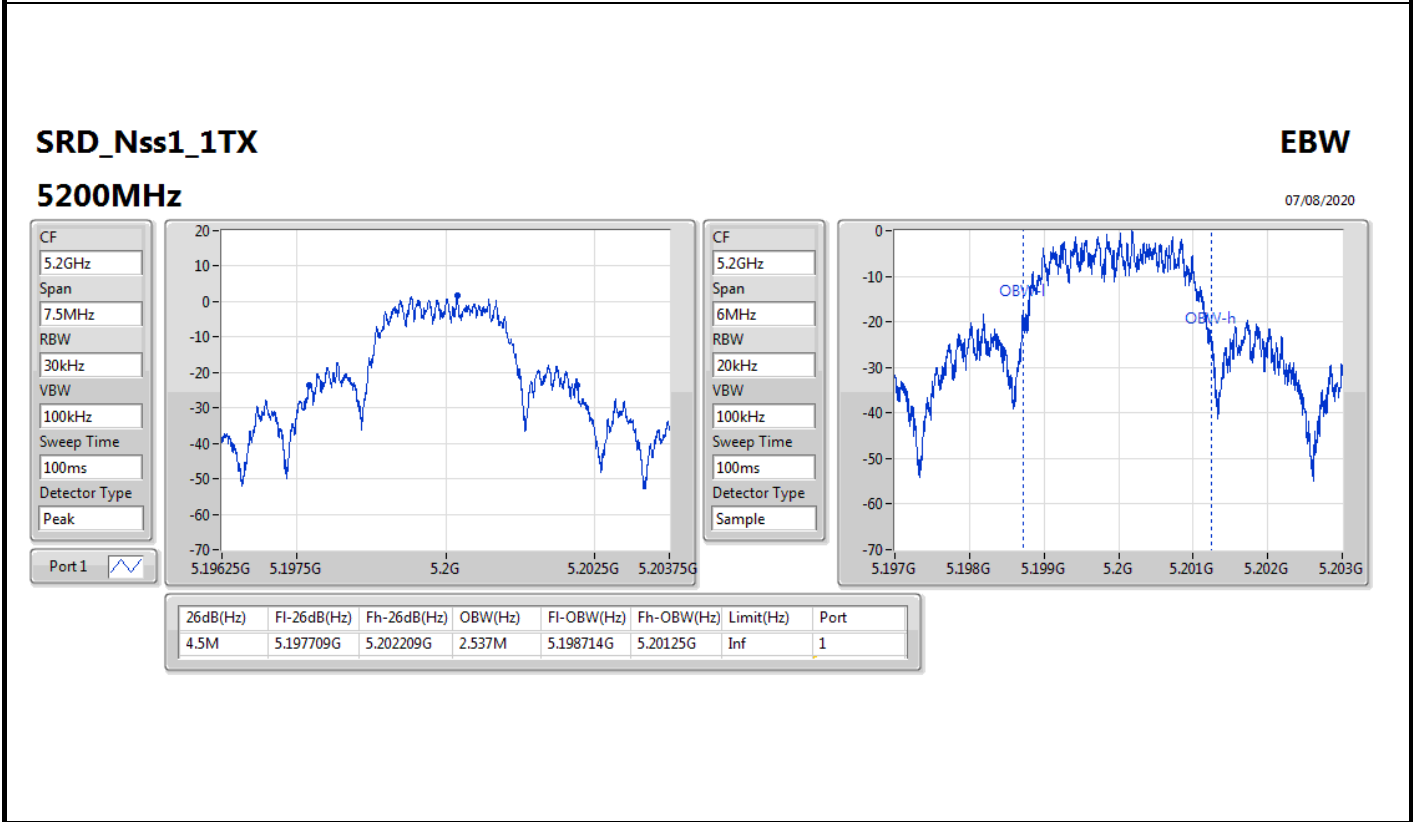 SRD_Nss1_1TX
EBW
5200MHz
07/08/2020
CF
5.2GHz
Span
7.5MHz
RBW
30kHz
VBW
100kHz
Sweep Time
100ms
Detector Type
Peak
Port 1
20
10
0
-10
-20
-30
-40
-50
-60
-70
5.19625G 5.1975G 5.2G 5.2025G 5.20375G
CF
5.2GHz
Span
6MHz
RBW
20kHz
VBW
100kHz
Sweep Time
100ms
Detector Type
Sample
0
-10
-20
-30
-40
-50
-60
-70
OBW-l
OBW-h
5.197G 5.198G 5.199G 5.2G 5.201G 5.202G 5.203G
26dB(Hz) Fl-26dB(Hz) Fh-26dB(Hz) OBW(Hz) Fl-OBW(Hz) Fh-OBW(Hz) Limit(Hz) Port
4.5M 5.197709G 5.202209G 2.537M 5.198714G 5.20125G Inf 1